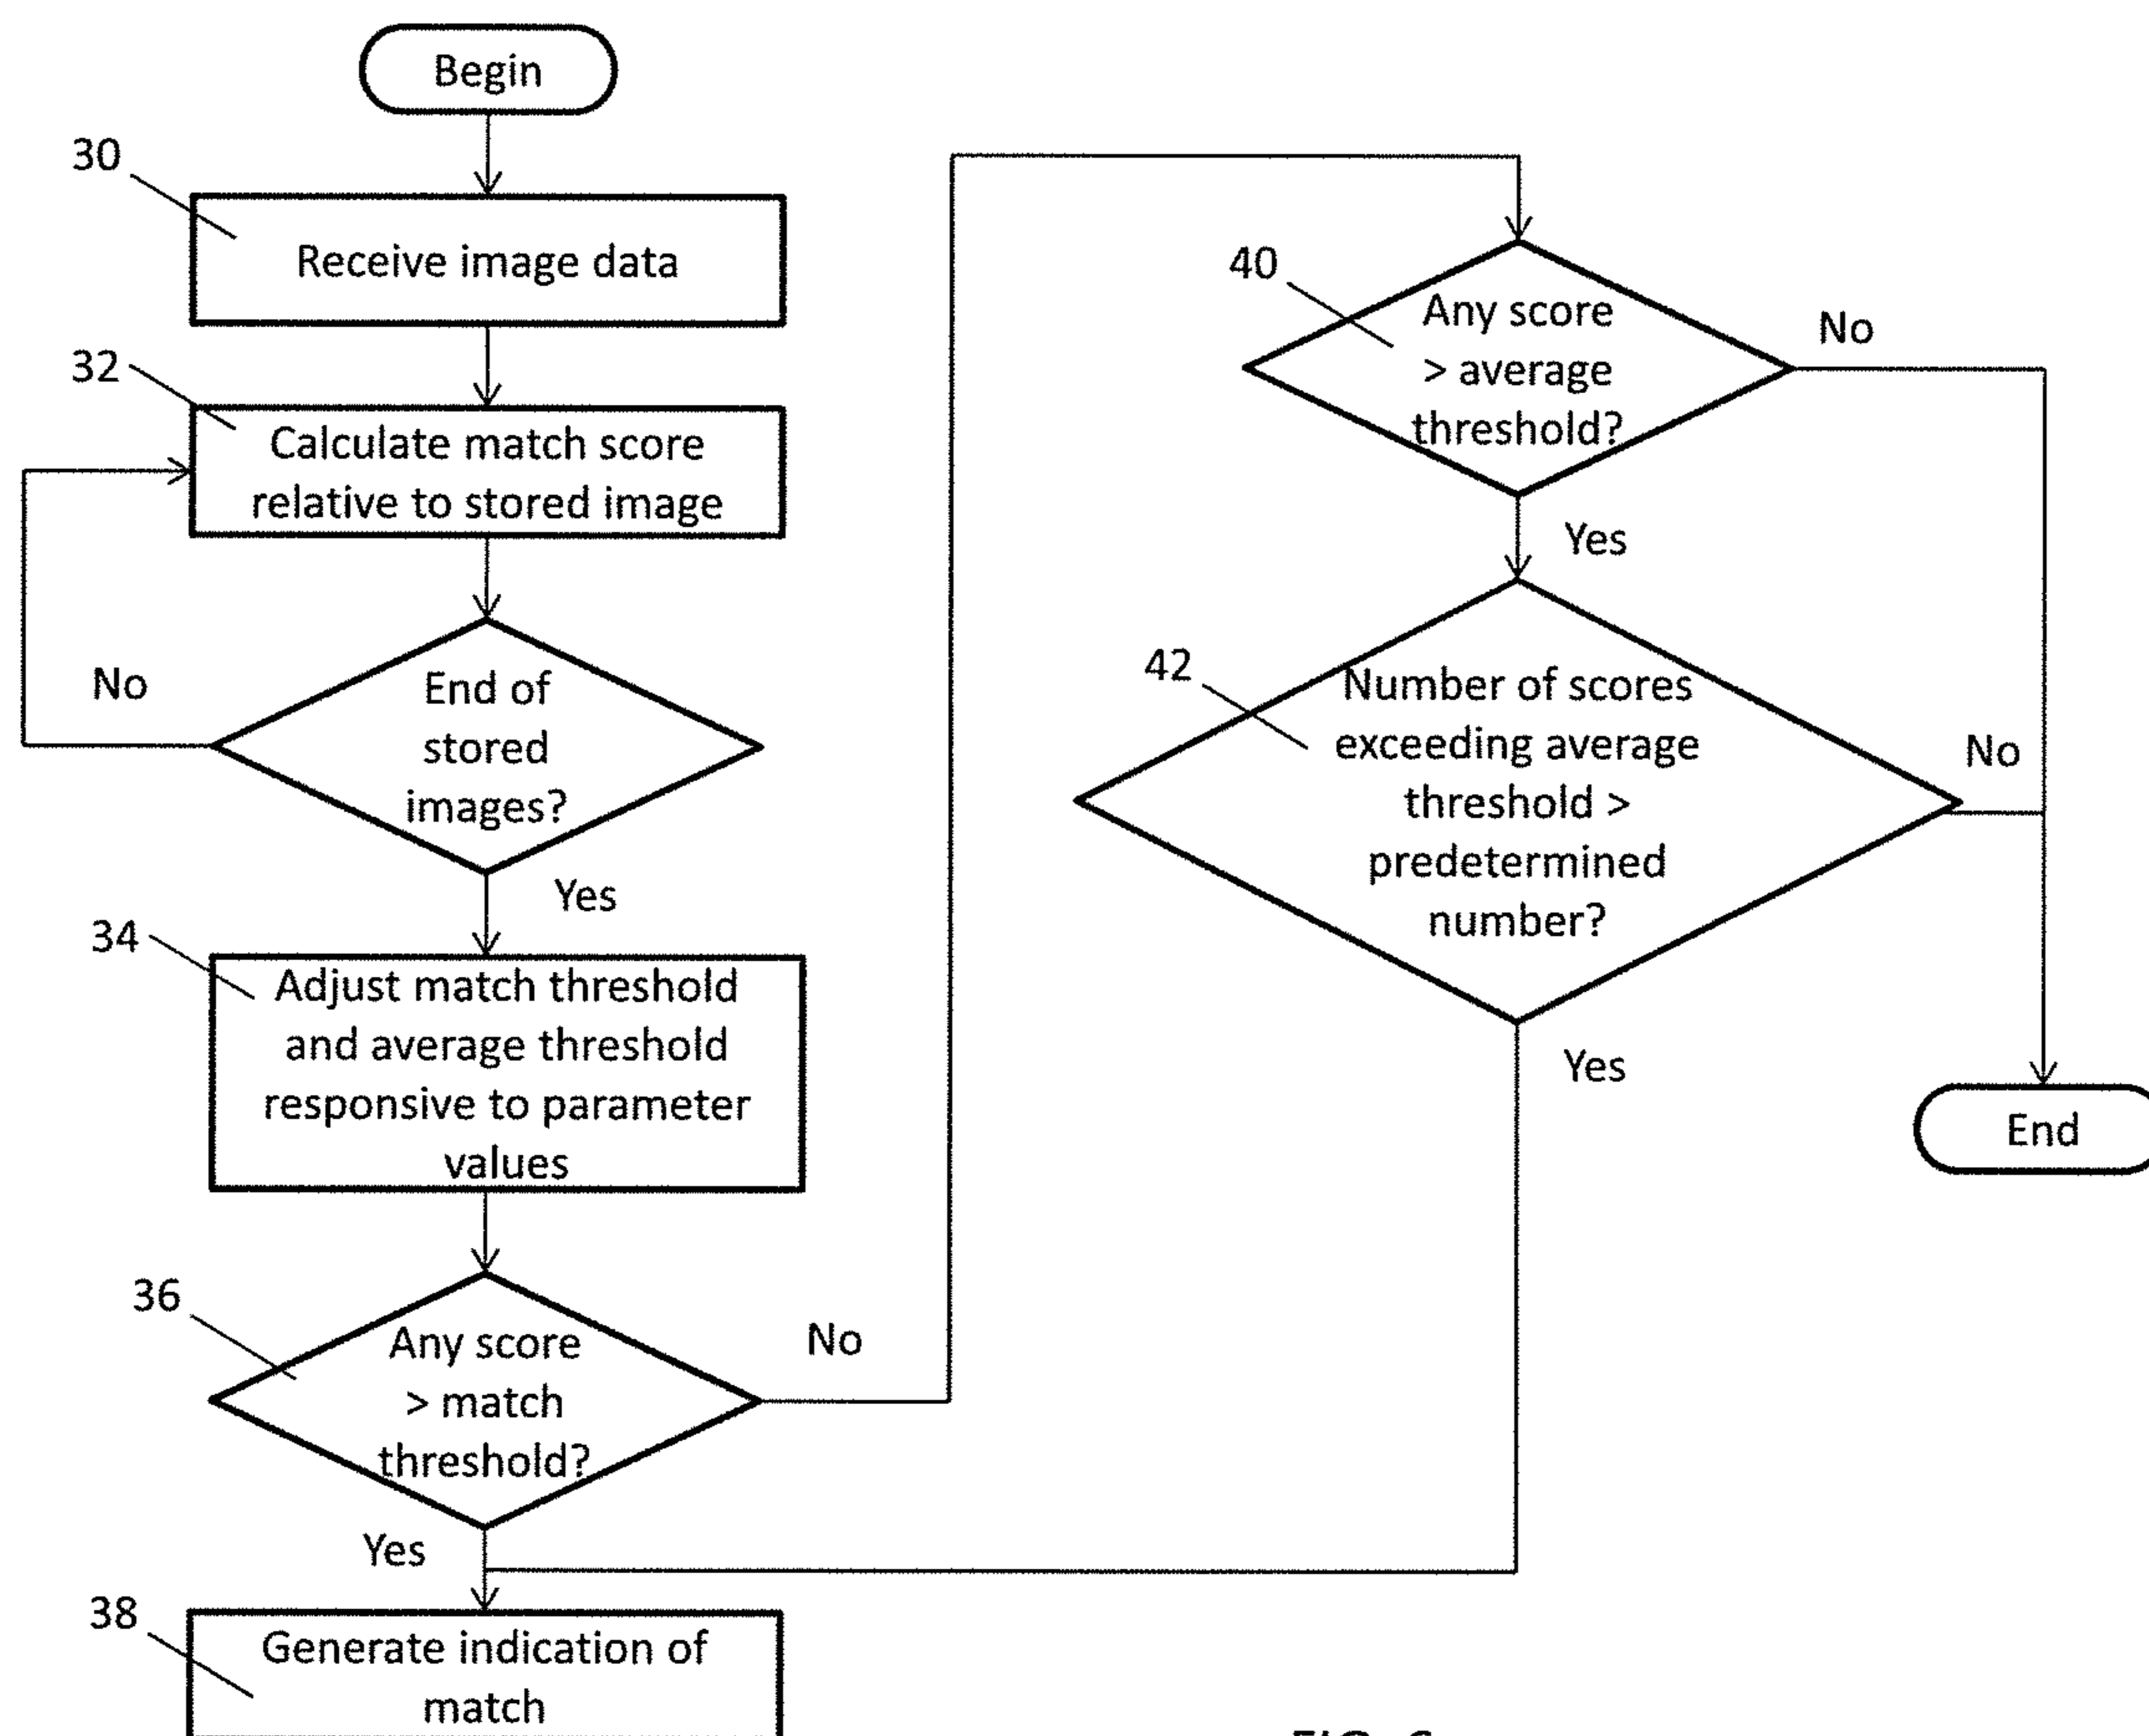 Begin
30
Receive image data
32
Calculate match score
relative to stored image
No
End of
stored
images?
Yes
34
Adjust match threshold
and average threshold
responsive to parameter
values
36
Any score
> match
threshold?
No
Yes
38
Generate indication of
match
40
Any score
> average
threshold?
No
Yes
42
Number of scores
exceeding average
threshold >
predetermined
number?
No
Yes
End